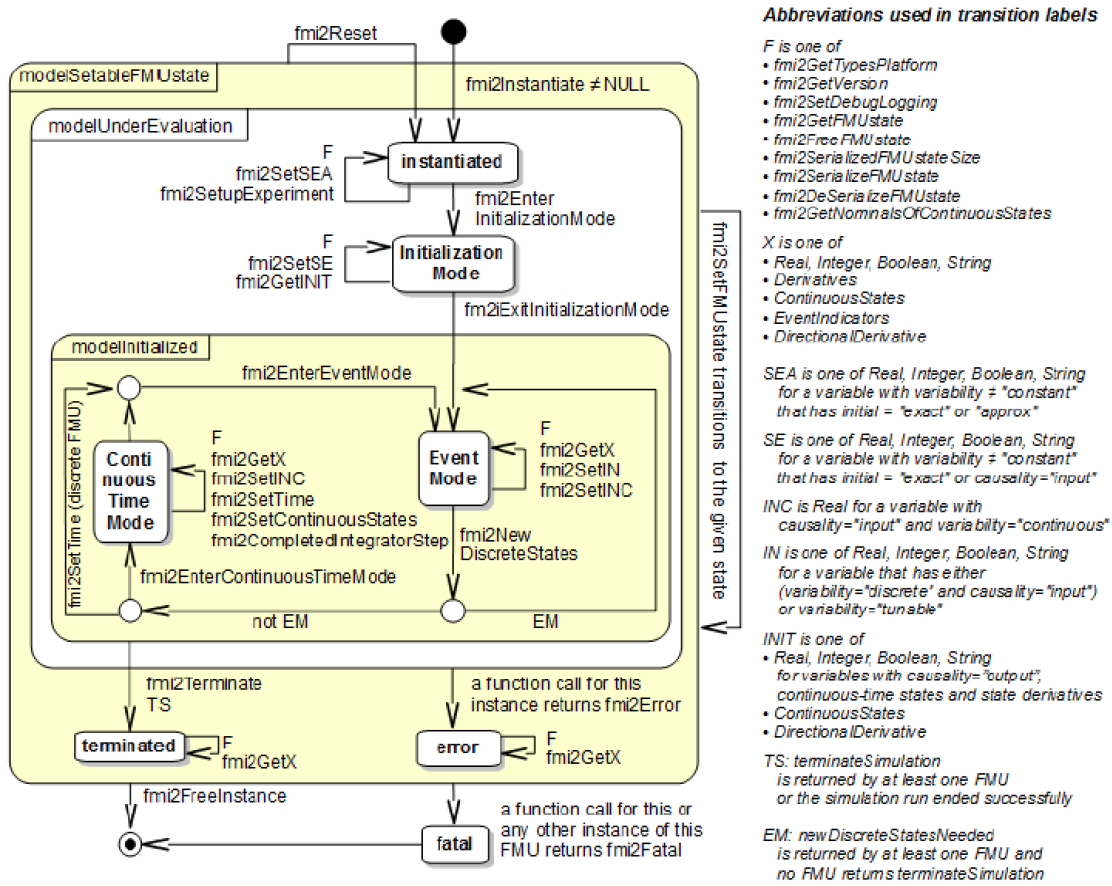 fmi2Reset
modelSetableFMUstate
fmi2Instantiate ≠ NULL
modelUnderEvaluation
instantiated
F
fmi2SetSEA
fmi2SetupExperiment
fmi2Enter
InitializationMode
F
fmi2SetSE
fmi2GetINIT
Initialization
Mode
fm2iExitInitializationMode
fmi2SetFMUstate transitions to the given state
modelInitialized
fmi2EnterEventMode
fmi2SetTime (discrete FMU)
Conti
nuous
Time
Mode
F
fmi2GetX
fmi2SetINC
fmi2SetTime
fmi2SetContinuousStates
fmi2CompletedIntegratorStep
Event
Mode
F
fmi2GetX
fmi2SetIN
fmi2SetINC
fmi2New
DiscreteStates
fmi2EnterContinuousTimeMode
not EM
EM
fmi2Terminate
TS
a function call for this
instance returns fmi2Error
terminated
F
fmi2GetX
error
F
fmi2GetX
fmi2FreeInstance
a function call for this or
any other instance of this
FMU returns fmi2Fatal
fatal
Abbreviations used in transition labels
F is one of
• fmi2GetTypesPlatform
• fmi2GetVersion
• fmi2SetDebugLogging
• fmi2GetFMUstate
• fmi2FreeFMUstate
• fmi2SerializedFMUstateSize
• fmi2SerializeFMUstate
• fmi2DeSerializeFMUstate
• fmi2GetNominalsOfContinuousStates
X is one of
• Real, Integer, Boolean, String
• Derivatives
• ContinuousStates
• EventIndicators
• DirectionalDerivative
SEA is one of Real, Integer, Boolean, String
for a variable with variability ≠ "constant"
that has initial = "exact" or "approx"
SE is one of Real, Integer, Boolean, String
for a variable with variability ≠ "constant"
that has initial = "exact" or causality="input"
INC is Real for a variable with
causality="input" and variabilty="continuous"
IN is one of Real, Integer, Boolean, String
for a variable that has either
(variability="discrete" and causality="input")
or variability="tunable"
INIT is one of
• Real, Integer, Boolean, String
for variables with causality="output",
continuous-time states and state derivatives
• ContinuousStates
• DirectionalDerivative
TS: terminateSimulation
is returned by at least one FMU
or the simulation run ended successfully
EM: newDiscreteStatesNeeded
is returned by at least one FMU and
no FMU returns terminateSimulation